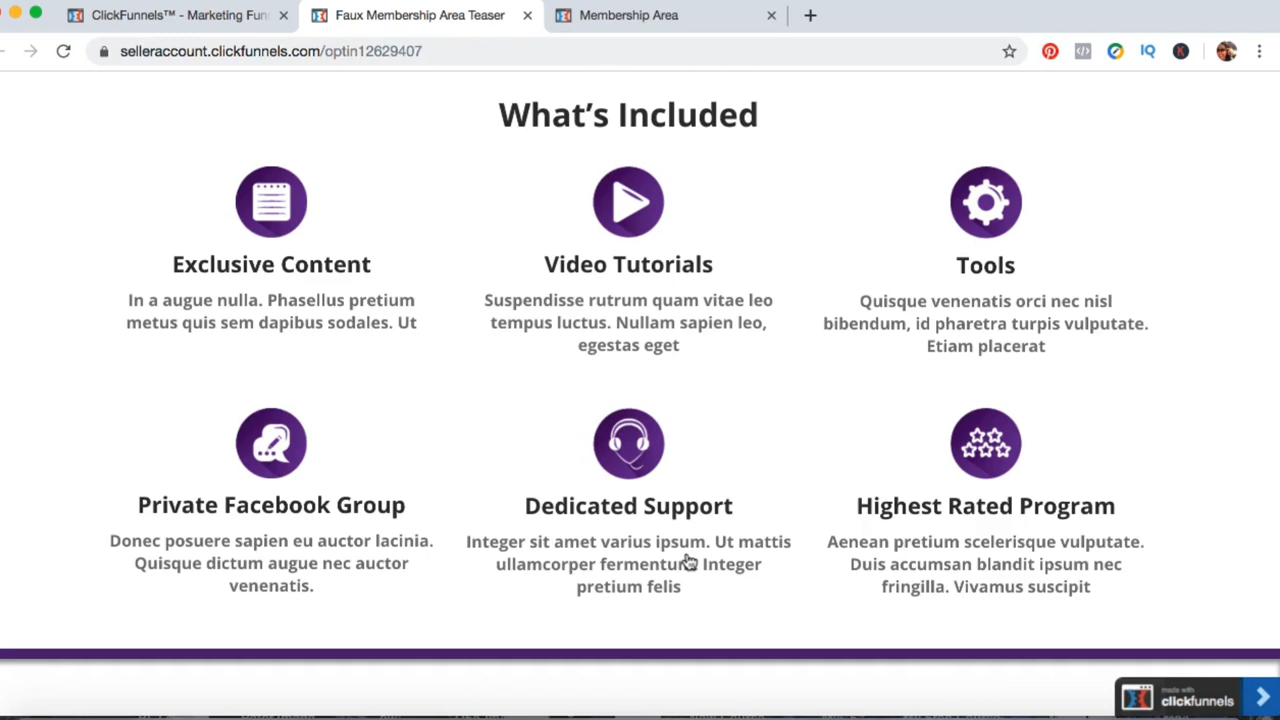 ClickFunnels™ - Marketing Fun
Faux Membership Area Teaser
Membership Area
selleraccount.clickfunnels.com/optin12629407
IQ
K
What's Included
Exclusive Content
In a augue nulla. Phasellus pretium
metus quis sem dapibus sodales. Ut
Video Tutorials
Suspendisse rutrum quam vitae leo
tempus luctus. Nullam sapien leo,
egestas eget
Tools
Quisque venenatis orci nec nisl
bibendum, id pharetra turpis vulputate.
Etiam placerat
Private Facebook Group
Donec posuere sapien eu auctor lacinia.
Quisque dictum augue nec auctor
venenatis.
Dedicated Support
Integer sit amet varius ipsum. Ut mattis
ullamcorper Integer
pretium felis
Highest Rated Program
Aenean pretium scelerisque vulputate.
Duis accumsan blandit ipsum nec
fringilla. Vivamus suscipit
made with
clickfunnels